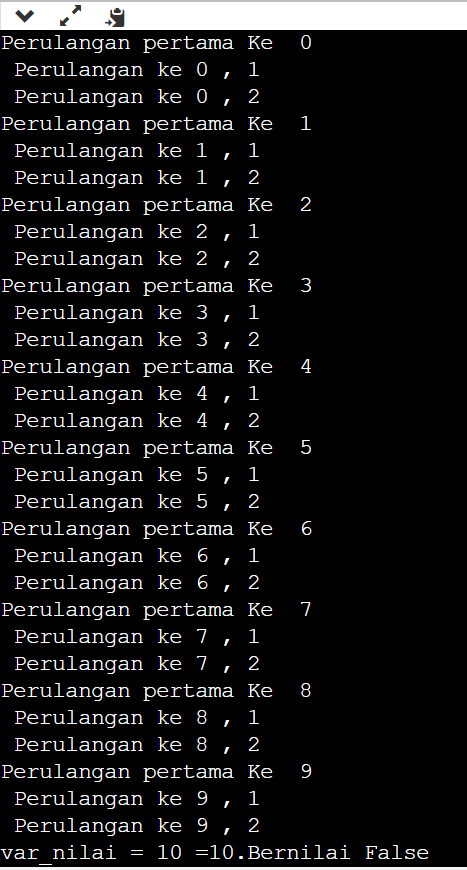 Perulangan pertama Ke  0
 Perulangan ke 0 , 1
 Perulangan ke 0 , 2
Perulangan pertama Ke  1
 Perulangan ke 1 , 1
 Perulangan ke 1 , 2
Perulangan pertama Ke  2
 Perulangan ke 2 , 1
 Perulangan ke 2 , 2
Perulangan pertama Ke  3
 Perulangan ke 3 , 1
 Perulangan ke 3 , 2
Perulangan pertama Ke  4
 Perulangan ke 4 , 1
 Perulangan ke 4 , 2
Perulangan pertama Ke  5
 Perulangan ke 5 , 1
 Perulangan ke 5 , 2
Perulangan pertama Ke  6
 Perulangan ke 6 , 1
 Perulangan ke 6 , 2
Perulangan pertama Ke  7
 Perulangan ke 7 , 1
 Perulangan ke 7 , 2
Perulangan pertama Ke  8
 Perulangan ke 8 , 1
 Perulangan ke 8 , 2
Perulangan pertama Ke  9
 Perulangan ke 9 , 1
 Perulangan ke 9 , 2
var_nilai = 10 =10.Bernilai False